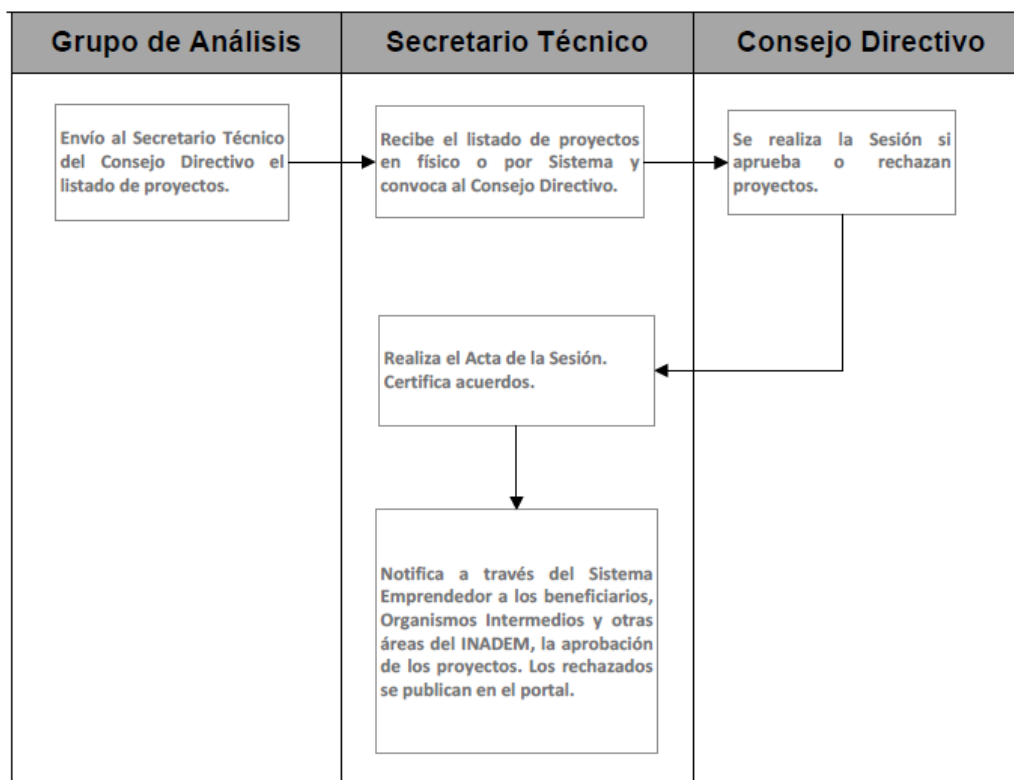 Grupo de Análisis
Secretario Técnico
Consejo Directivo
Envío al Secretario Técnico
del Consejo Directivo el
listado de proyectos.
Recibe el listado de proyectos
en físico o por Sistema y
convoca al Consejo Directivo.
Se realiza la Sesión si
aprueba o rechazan
proyectos.
Realiza el Acta de la Sesión.
Certifica acuerdos.
Notifica a través del Sistema
Emprendedor a los beneficiarios,
Organismos Intermedios y otras
áreas del INADEM, la aprobación
de los proyectos. Los rechazados
se publican en el portal.